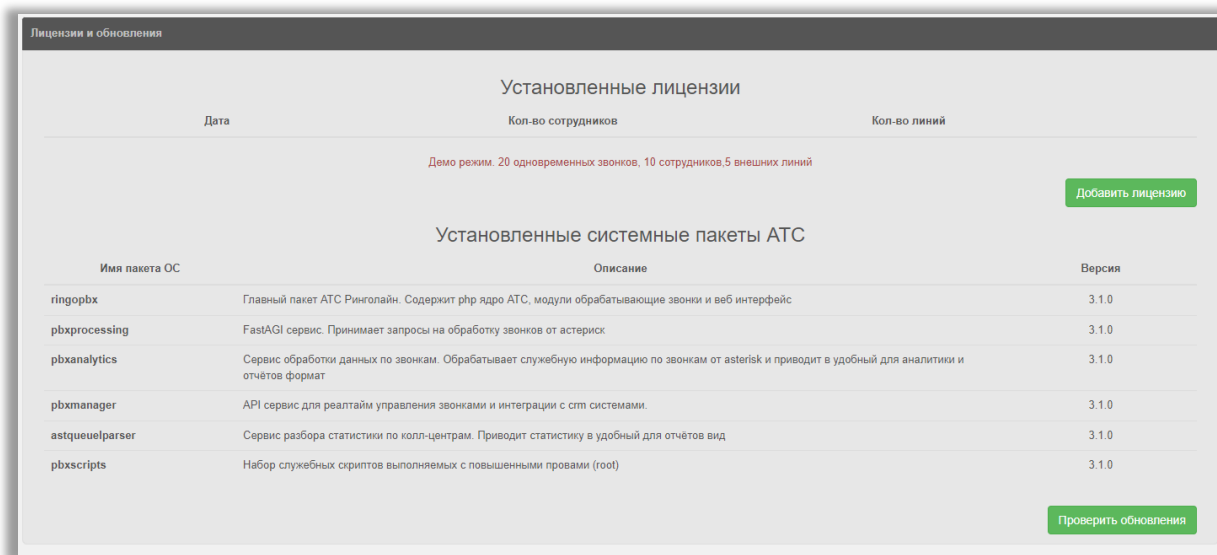 Лицензии и обновления
Установленные лицензии
Дата Кол-во сотрудников Кол-во линий
Демо режим. 20 одновременных звонков, 10 сотрудников,5 внешних линий
Добавить лицензию
Установленные системные пакеты АТС
Имя пакета ОС Описание Версия
ringopbx Главный пакет АТС Ринголайн. Содержит php ядро АТС, модули обрабатывающие звонки и веб интерфейс 3.1.0
pbxprocessing FastAGI сервис. Принимает запросы на обработку звонков от астериск 3.1.0
pbxanalytics Сервис обработки данных по звонкам. Обрабатывает служебную информацию по звонкам от asterisk и приводит в удобный для аналитики и 3.1.0
отчётов формат
pbxmanager API сервис для реалтайм управления звонками и интеграции с crm системами. 3.1.0
astqueuelparser Сервис разбора статистики по колл-центрам. Приводит статистику в удобный для отчётов вид 3.1.0
pbxscripts Набор служебных скриптов выполняемых с повышенными провами (root) 3.1.0
Проверить обновления